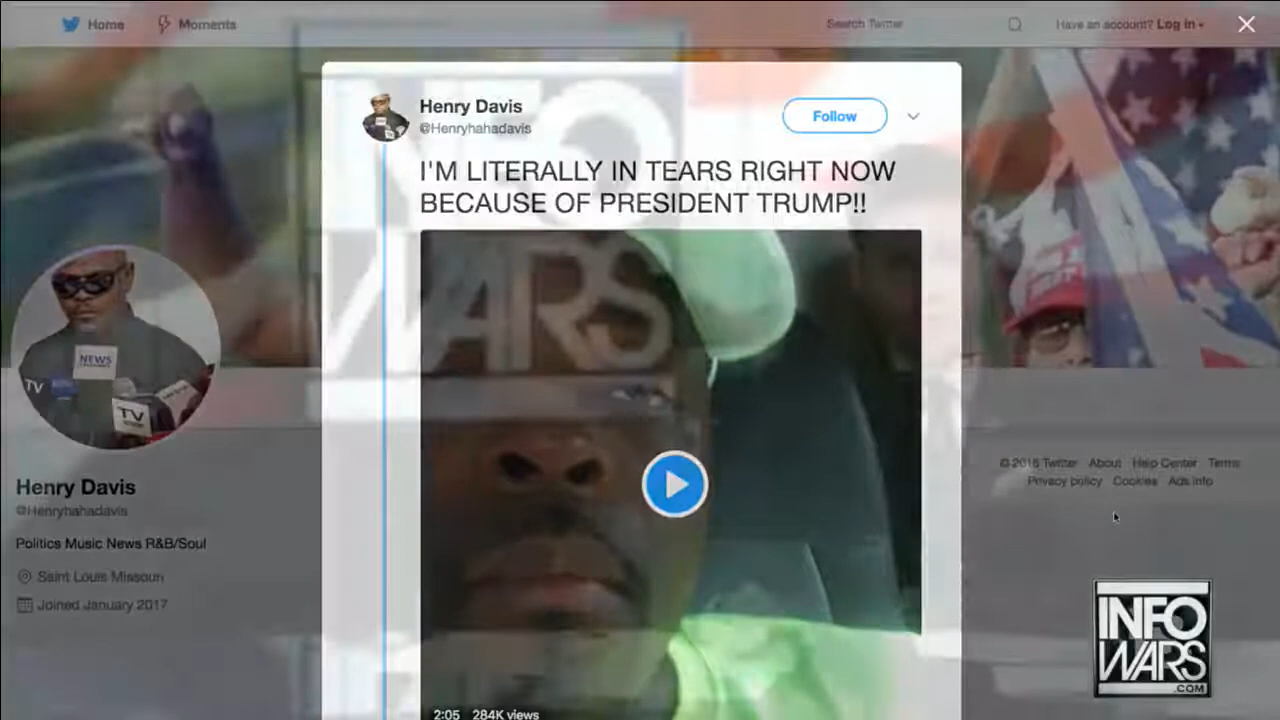 Home
Moments
Search Twitter
Have an account? Log in
Henry Davis
@Henryhahadavis
Follow
I'M LITERALLY IN TEARS RIGHT NOW
BECAUSE OF PRESIDENT TRUMP!!
INFO
WARS
NEWS
TV
TV
Henry Davis
@Henryhahadavis
Politics Music News R&B/Soul
Saint Louis Missouri
Joined January 2017
© 2018 Twitter About Help Center Terms
Privacy policy Cookies Ads info
2:05 284K views
INFO
WARS
.COM